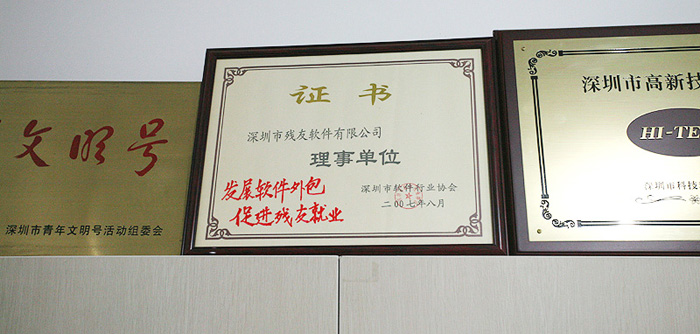 文明号
深圳市青年文明号活动组委会
证书
深圳市残友软件有限公司
理事单位
发展软件外包
促进残友就业
深圳市软件行业协会
二00七年八月
深圳市高新技
HI-TE
深圳市科技